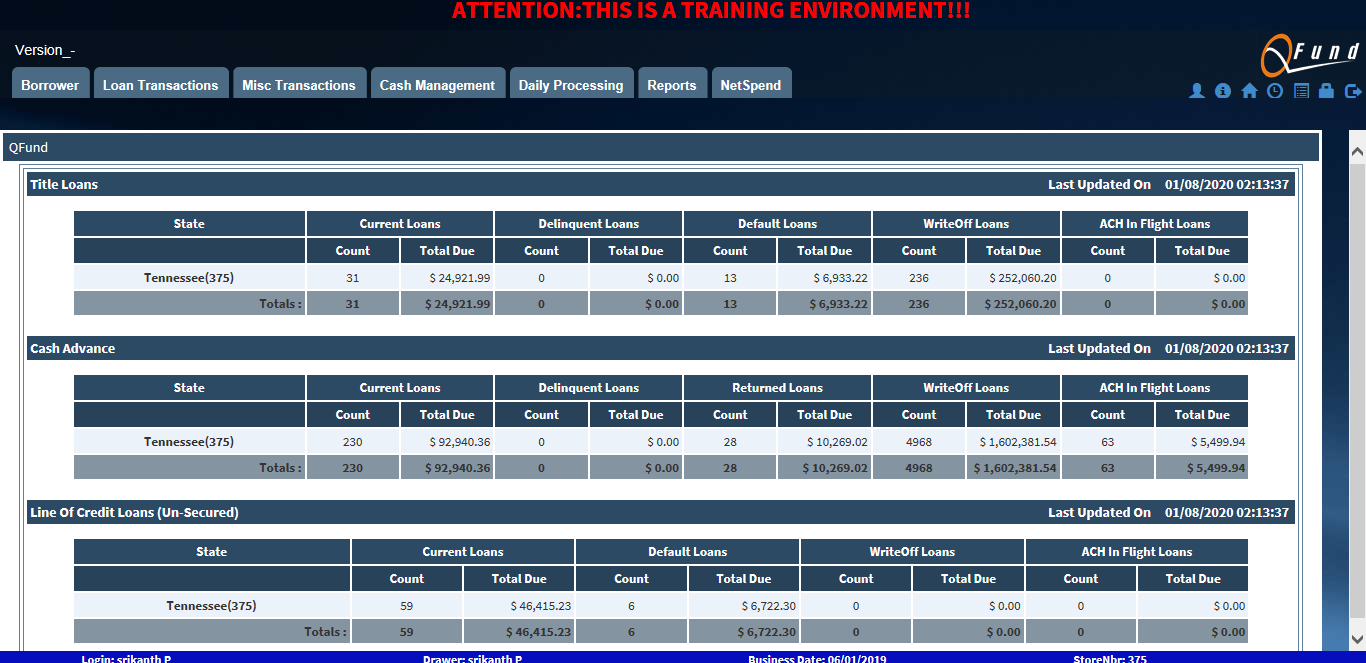 ATTENTION:THIS IS A TRAINING ENVIRONMENT!!!
Version_-
QFund
Borrower Loan Transactions Misc Transactions Cash Management Daily Processing Reports NetSpend
QFund
Title Loans Last Updated On 01/08/2020 02:13:37
State Current Loans Delinquent Loans Default Loans WriteOff Loans ACH In Flight Loans
Count Total Due Count Total Due Count Total Due Count Total Due Count Total Due
Tennessee(375) 31 $ 24,921.99 0 $ 0.00 13 $ 6,933.22 236 $ 252,060.20 0 $ 0.00
Totals : 31 $ 24,921.99 0 $ 0.00 13 $ 6,933.22 236 $ 252,060.20 0 $ 0.00
Cash Advance Last Updated On 01/08/2020 02:13:37
State Current Loans Delinquent Loans Returned Loans WriteOff Loans ACH In Flight Loans
Count Total Due Count Total Due Count Total Due Count Total Due Count Total Due
Tennessee(375) 230 $ 92,940.36 0 $ 0.00 28 $ 10,269.02 4968 $ 1,602,381.54 63 $ 5,499.94
Totals : 230 $ 92,940.36 0 $ 0.00 28 $ 10,269.02 4968 $ 1,602,381.54 63 $ 5,499.94
Line Of Credit Loans (Un-Secured) Last Updated On 01/08/2020 02:13:37
State Current Loans Default Loans WriteOff Loans ACH In Flight Loans
Count Total Due Count Total Due Count Total Due Count Total Due
Tennessee(375) 59 $ 46,415.23 6 $ 6,722.30 0 $ 0.00 0 $ 0.00
Totals : 59 $ 46,415.23 6 $ 6,722.30 0 $ 0.00 0 $ 0.00
Login: srikanth P Drawer: srikanth P Business Date: 06/01/2019 StoreNbr: 375